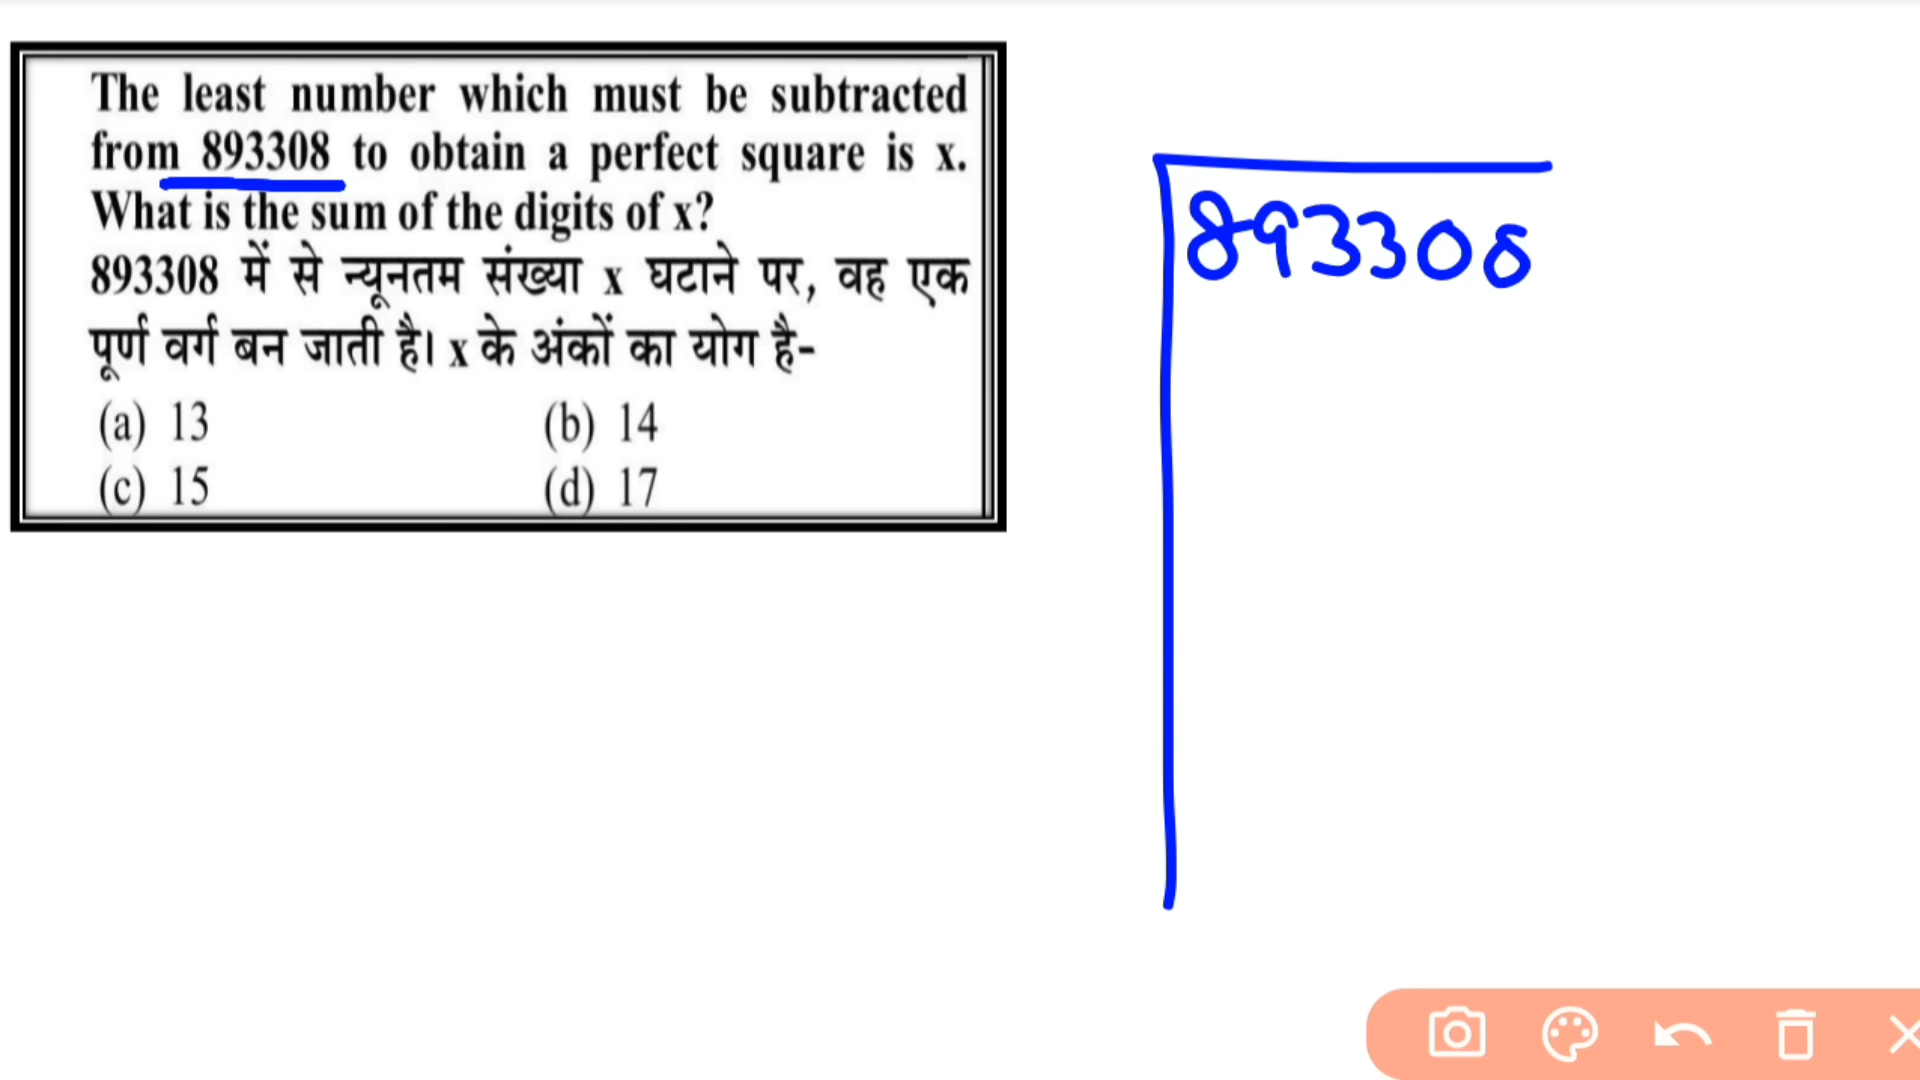 The least number which must be subtracted
from 893308 to obtain a perfect square is x.
What is the sum of the digits of x?
893308 में से न्यूनतम संख्या x घटाने पर, वह एक
पूर्ण वर्ग बन जाती है। x के अंकों का योग है-
(a) 13 (b) 14
(c) 15 (d) 17
893308